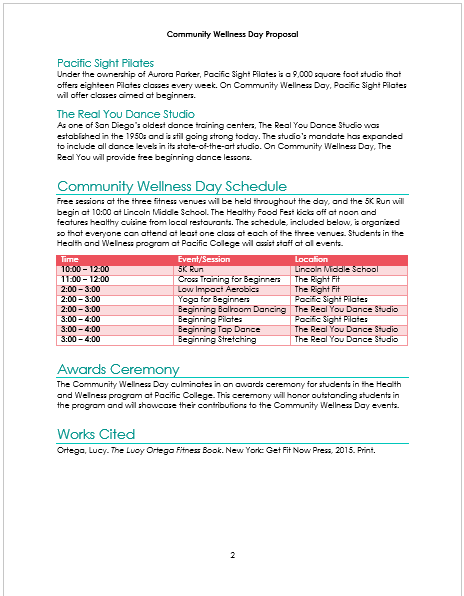 Community Wellness Day Proposal
Pacific Sight Pilates
Under the ownership of Aurora Parker, Pacific Sight Pilates is a 9,000 square foot studio that
offers eighteen Pilates classes every week. On Community Wellness Day, Pacific Sight Pilates
will offer classes aimed at beginners.
The Real You Dance Studio
As one of San Diego's oldest dance training centers, The Real You Dance Studio was
established in the 1950s and is still going strong today. The studio's mandate has expanded
to include all dance levels in its state-of-the-art studio. On Community Wellness Day, The
Real You will provide free beginning dance lessons.
Community Wellness Day Schedule
Free sessions at the three fitness venues will be held throughout the day, and the 5K Run will
begin at 10:00 at Lincoln Middle School. The Healthy Food Fest kicks off at noon and
features healthy cuisine from local restaurants. The schedule, included below, is organized
so that everyone can attend at least one class at each of the three venues. Students in the
Health and Wellness program at Pacific College will assist staff at all events.
Time Event/Session Location
10:00 – 12:00 5K Run Lincoln Middle School
11:00 – 12:00 Cross Training for Beginners The Right Fit
2:00 – 3:00 Low Impact Aerobics The Right Fit
2:00 – 3:00 Yoga for Beginners Pacific Sight Pilates
2:00 – 3:00 Beginning Ballroom Dancing The Real You Dance Studio
3:00 – 4:00 Beginning Pilates Pacific Sight Pilates
3:00 – 4:00 Beginning Tap Dance The Real You Dance Studio
3:00 – 4:00 Beginning Stretching The Real You Dance Studio
Awards Ceremony
The Community Wellness Day culminates in an awards ceremony for students in the Health
and Wellness program at Pacific College. This ceremony will honor outstanding students in
the program and will showcase their contributions to the Community Wellness Day events.
Works Cited
Ortega, Lucy. The Lucy Ortega Fitness Book. New York: Get Fit Now Press, 2015. Print.
2